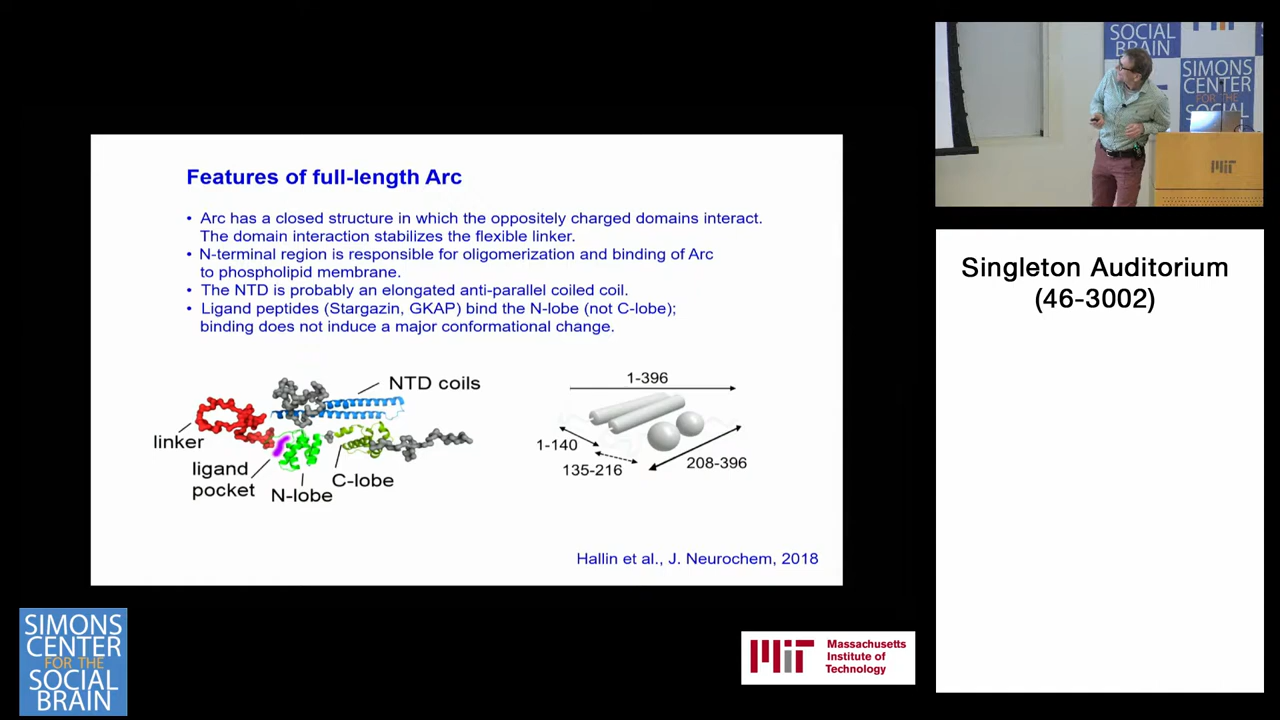 Features of full-length Arc
• Arc has a closed structure in which the oppositely charged domains interact.
The domain interaction stabilizes the flexible linker.
• N-terminal region is responsible for oligomerization and binding of Arc
to phospholipid membrane.
• The NTD is probably an elongated anti-parallel coiled coil.
• Ligand peptides (Stargazin, GKAP) bind the N-lobe (not C-lobe);
binding does not induce a major conformational change.
NTD coils
linker
ligand
pocket
N-lobe
C-lobe
1-396
1-140
135-216
208-396
Hallin et al., J. Neurochem, 2018
SOCIAL
BRAIN
SIMONS
CENTER
FOR THE
SOCIAL
MIT
Singleton Auditorium
(46-3002)
SIMONS
CENTER
FOR THE
SOCIAL
BRAIN
MIT
Massachusetts
Institute of
Technology